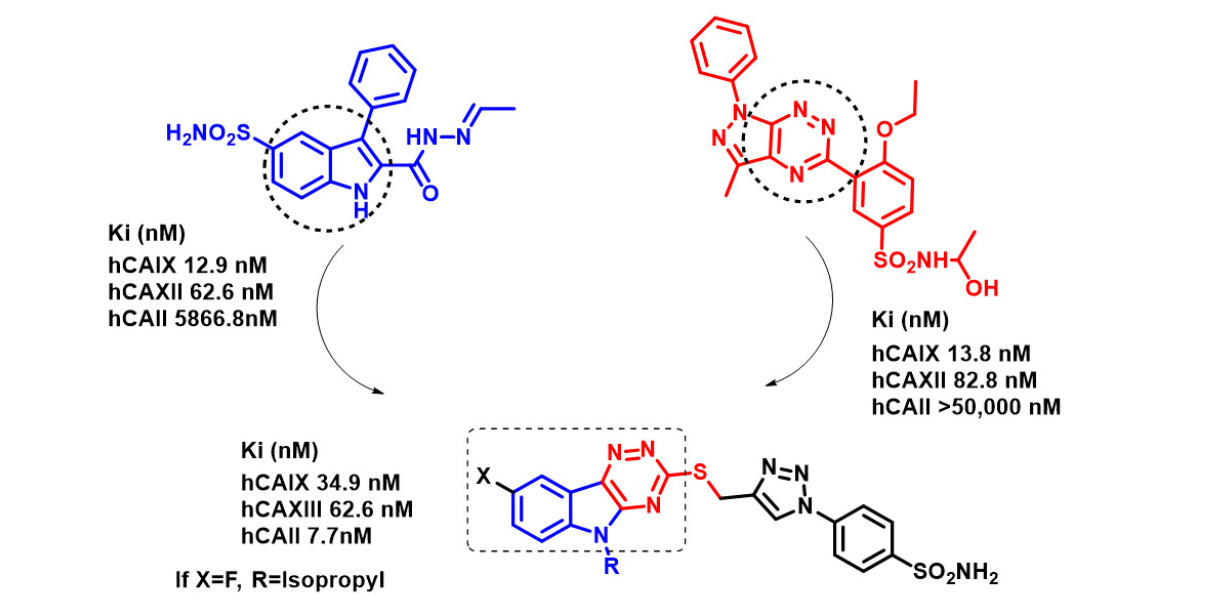 H2NO2S
HN
N
O
N
H
Ki (nM)
hCAIX 12.9 nM
hCAXII 62.6 nM
hCAII 5866.8nM
N
N
N
N
N
O
SO2NH
OH
Ki (nM)
hCAIX 13.8 nM
hCAXII 82.8 nM
hCAII >50,000 nM
Ki (nM)
hCAIX 34.9 nM
hCAXIII 62.6 nM
hCAII 7.7nM
If X=F, R=Isopropyl
X
N
N
N
N
R
S
N
N
N
SO2NH2